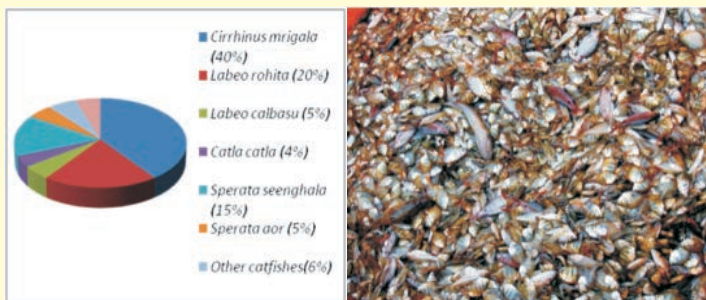 Cirrhinus mrigala
(40%)
Labeo rohita (20%)
Labeo calbasu (5%)
Catla catla (4%)
Sperata seenghala
(15%)
Sperata aor (5%)
Other catfishes(6%)